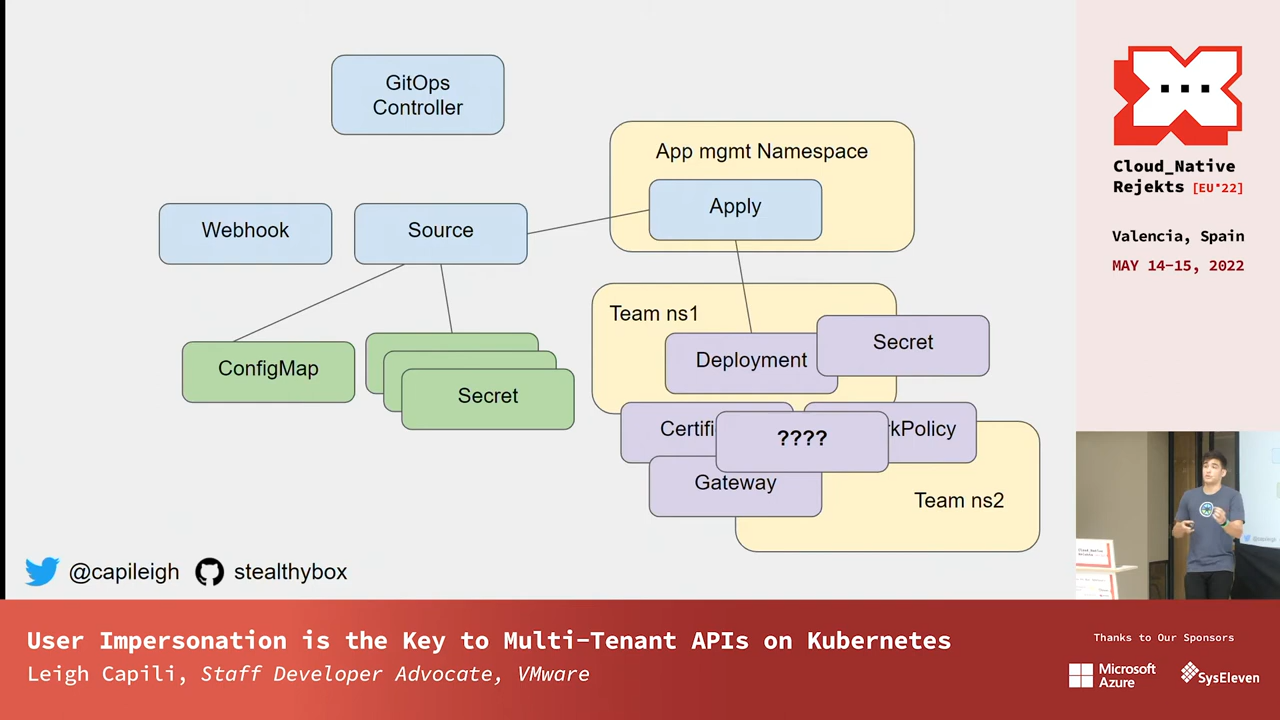 GitOps
Controller
App mgmt Namespace
Apply
Webhook
Source
Team ns1
Deployment
Secret
ConfigMap
Secret
Certifi
????
kPolicy
Gateway
Team ns2
@capileigh
stealthybox
Cloud_Native
Rejekts [EU*22]
Valencia, Spain
MAY 14-15, 2022
User Impersonation is the Key to Multi-Tenant APIs on Kubernetes
Leigh Capili, Staff Developer Advocate, VMware
Thanks to Our Sponsors
Microsoft
Azure
SysEleven